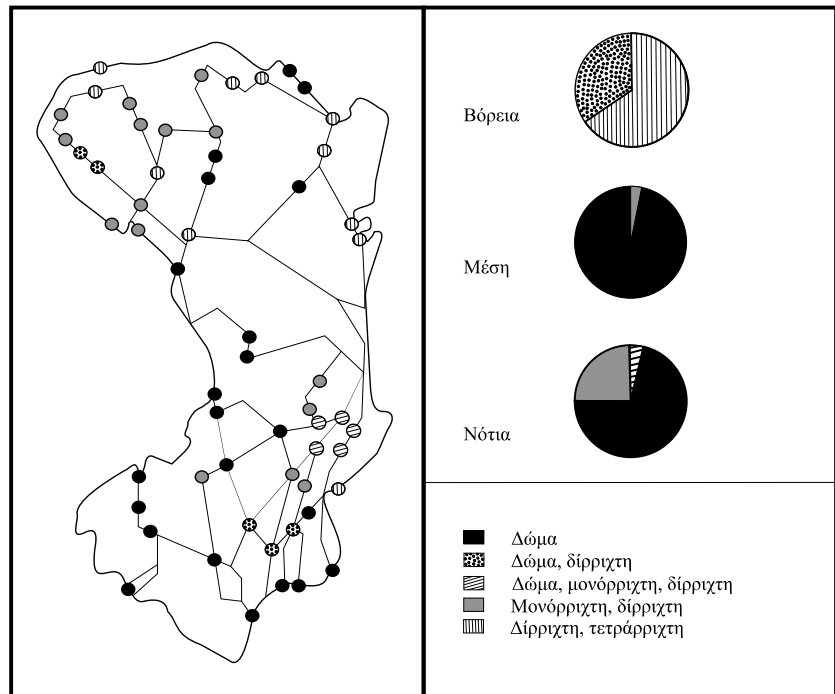 Βόρεια
Μέση
Νότια
Δώμα
Δώμα, δίρριχτη
Δώμα, μονόρριχτη, δίρριχτη
Μονόρριχτη, δίρριχτη
Δίρριχτη, τετράρριχτη